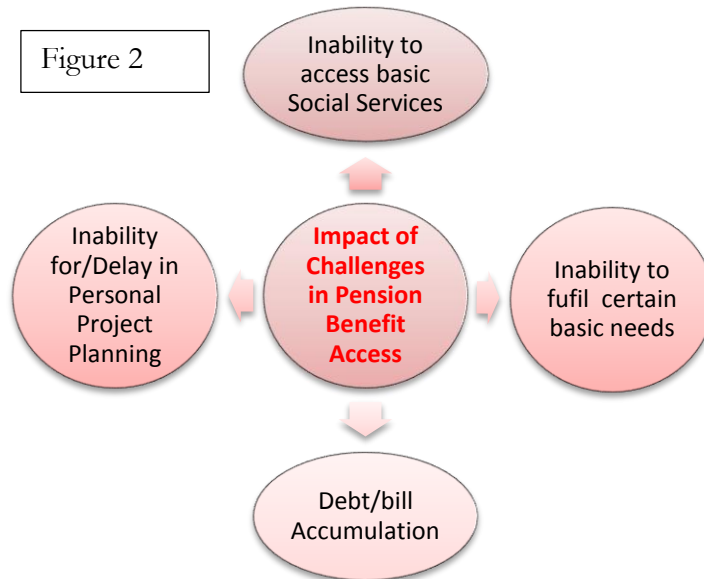 Figure 2
Inability to
access basic
Social Services
Inability
for/Delay in
Personal
Project
Planning
Impact of
Challenges
in Pension
Benefit
Access
Inability to
fufil certain
basic needs
Debt/bill
Accumulation